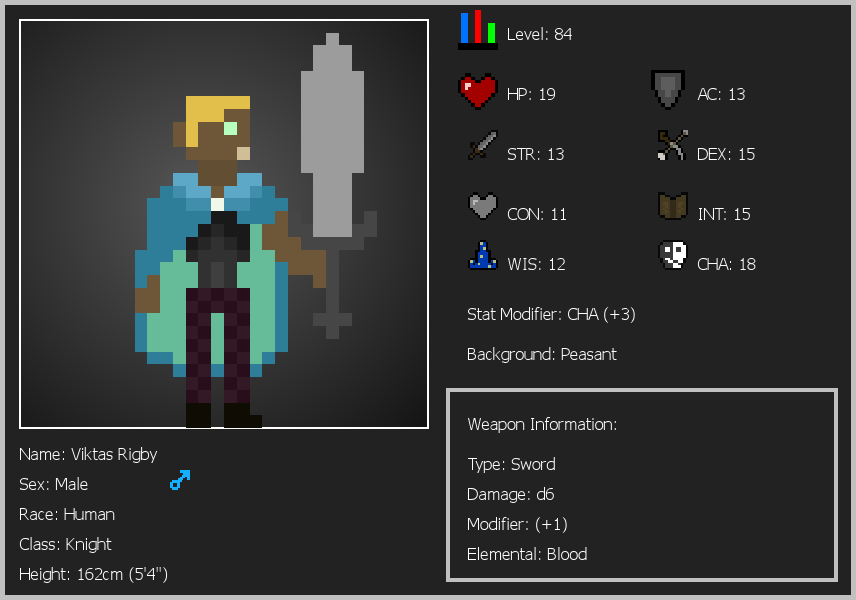 Level: 84
HP: 19
AC: 13
STR: 13
DEX: 15
CON: 11
INT: 15
WIS: 12
CHA: 18
Stat Modifier: CHA (+3)
Background: Peasant
Weapon Information:
Type: Sword
Damage: d6
Modifier: (+1)
Elemental: Blood
Name: Viktas Rigby
Sex: Male
Race: Human
Class: Knight
Height: 162cm (5'4")